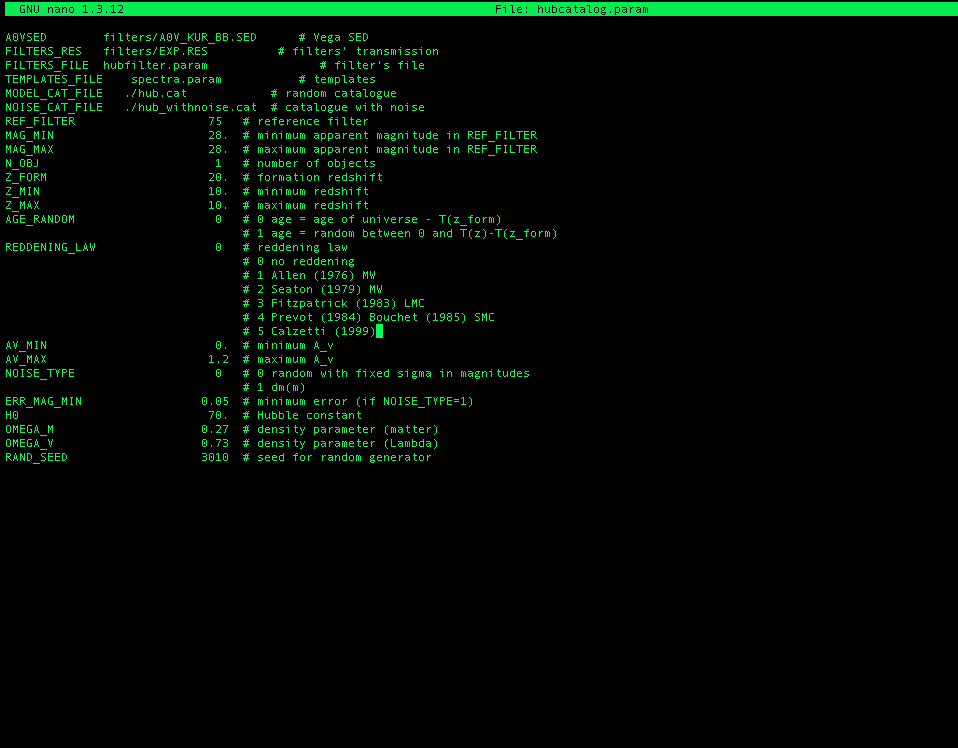 GNU nano 1.3.12 File: hubcatalog.param
A0VSED filters/A0V_KUR_BB.SED # Vega SED
FILTERS_RES filters/EXP.RES # filters' transmission
FILTERS_FILE hubfilter.param # filter's file
TEMPLATES_FILE spectra.param # templates
MODEL_CAT_FILE ./hub.cat # random catalogue
NOISE_CAT_FILE ./hub_withnoise.cat # catalogue with noise
REF_FILTER 75 # reference filter
MAG_MIN 28. # minimum apparent magnitude in REF_FILTER
MAG_MAX 28. # maximum apparent magnitude in REF_FILTER
N_OBJ 1 # number of objects
Z_FORM 20. # formation redshift
Z_MIN 10. # minimum redshift
Z_MAX 10. # maximum redshift
AGE_RANDOM 0 # 0 age = age of universe - T(z_form)
# 1 age = random between 0 and T(z)-T(z_form)
REDDENING_LAW 0 # reddening law
# 0 no reddening
# 1 Allen (1976) MW
# 2 Seaton (1979) MW
# 3 Fitzpatrick (1983) LMC
# 4 Prevot (1984) Bouchet (1985) SMC
# 5 Calzetti (1999)
AV_MIN 0. # minimum A_v
AV_MAX 1.2 # maximum A_v
NOISE_TYPE 0 # 0 random with fixed sigma in magnitudes
# 1 dm(m)
ERR_MAG_MIN 0.05 # minimum error (if NOISE_TYPE=1)
H0 70. # Hubble constant
OMEGA_M 0.27 # density parameter (matter)
OMEGA_V 0.73 # density parameter (Lambda)
RAND_SEED 3010 # seed for random generator